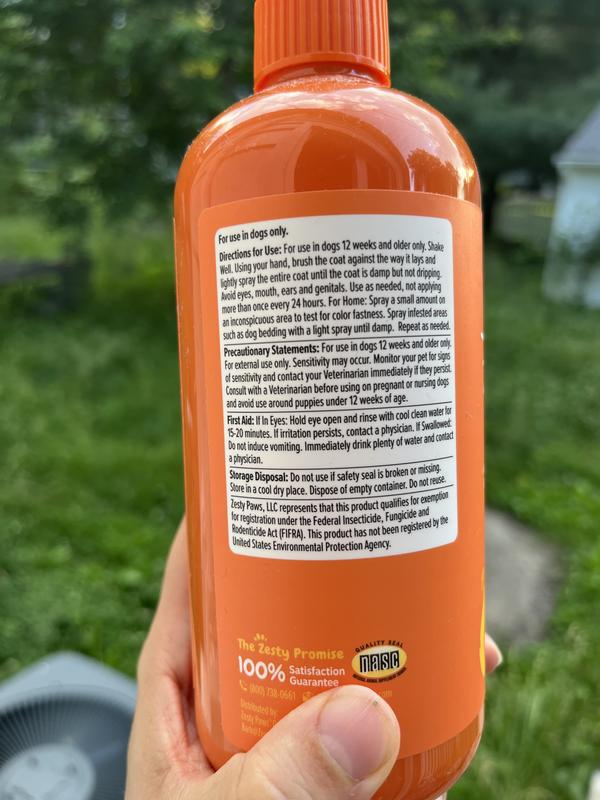 For use in dogs only.
Directions for Use: For use in dogs 12 weeks and older only. Shake
Well. Using your hand, brush the coat against the way it lays and
lightly spray the entire coat until the coat is damp but not dripping.
Avoid eyes, mouth, ears and genitals. Use as needed, not applying
more than once every 24 hours. For Home: Spray a small amount on
an inconspicuous area to test for color fastness. Spray infested areas
such as dog bedding with a light spray until damp. Repeat as needed.
Precautionary Statements: For use in dogs 12 weeks and older only.
For external use only. Sensitivity may occur. Monitor your pet for signs
of sensitivity and contact your Veterinarian immediately if they persist.
Consult with a Veterinarian before using on pregnant or nursing dogs
and avoid use around puppies under 12 weeks of age.
First Aid: If In Eyes: Hold eye open and rinse with cool clean water for
15-20 minutes. If irritation persists, contact a physician. If Swallowed:
Do not induce vomiting. Immediately drink plenty of water and contact
a physician.
Storage Disposal: Do not use if safety seal is broken or missing.
Store in a cool dry place. Dispose of empty container. Do not reuse.
Zesty Paws, LLC represents that this product qualifies for exemption
for registration under the Federal Insecticide, Fungicide and
Rodenticide Act (FIFRA). This product has not been registered by the
United States Environmental Protection Agency.
The Zesty Promise
100% Satisfaction
Guarantee
QUALITY SEAL
nasc
NATIONAL ANIMAL SUPPLEMENT COUNCIL
(800) 738-0661
.com
Distributed by:
Zesty Paws